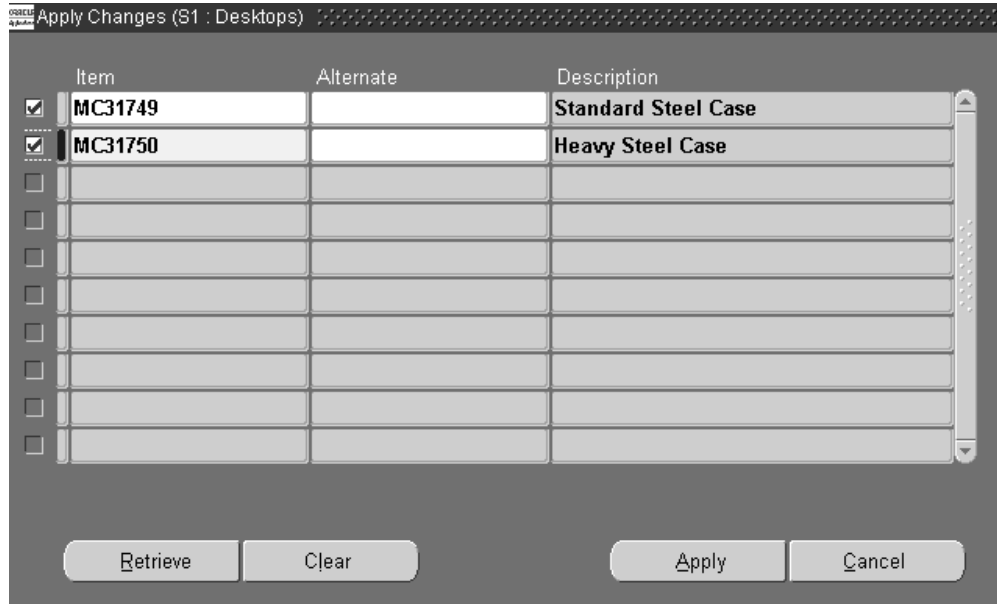 ORACLE
Apply Changes (S1 : Desktops)
Item Alternate Description
MC31749 Standard Steel Case
MC31750 Heavy Steel Case
Retrieve Clear Apply Cancel